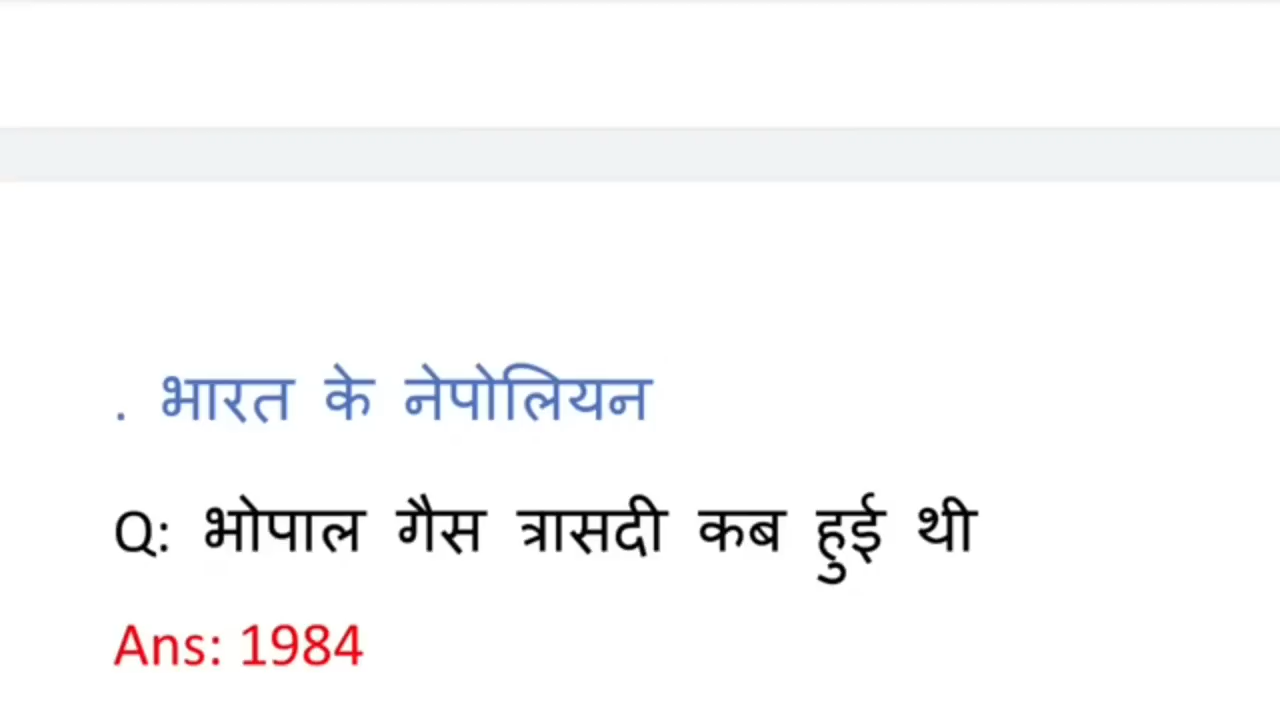 . भारत के नेपोलियन
Q: भोपाल गैस त्रासदी कब हुई थी
Ans: 1984